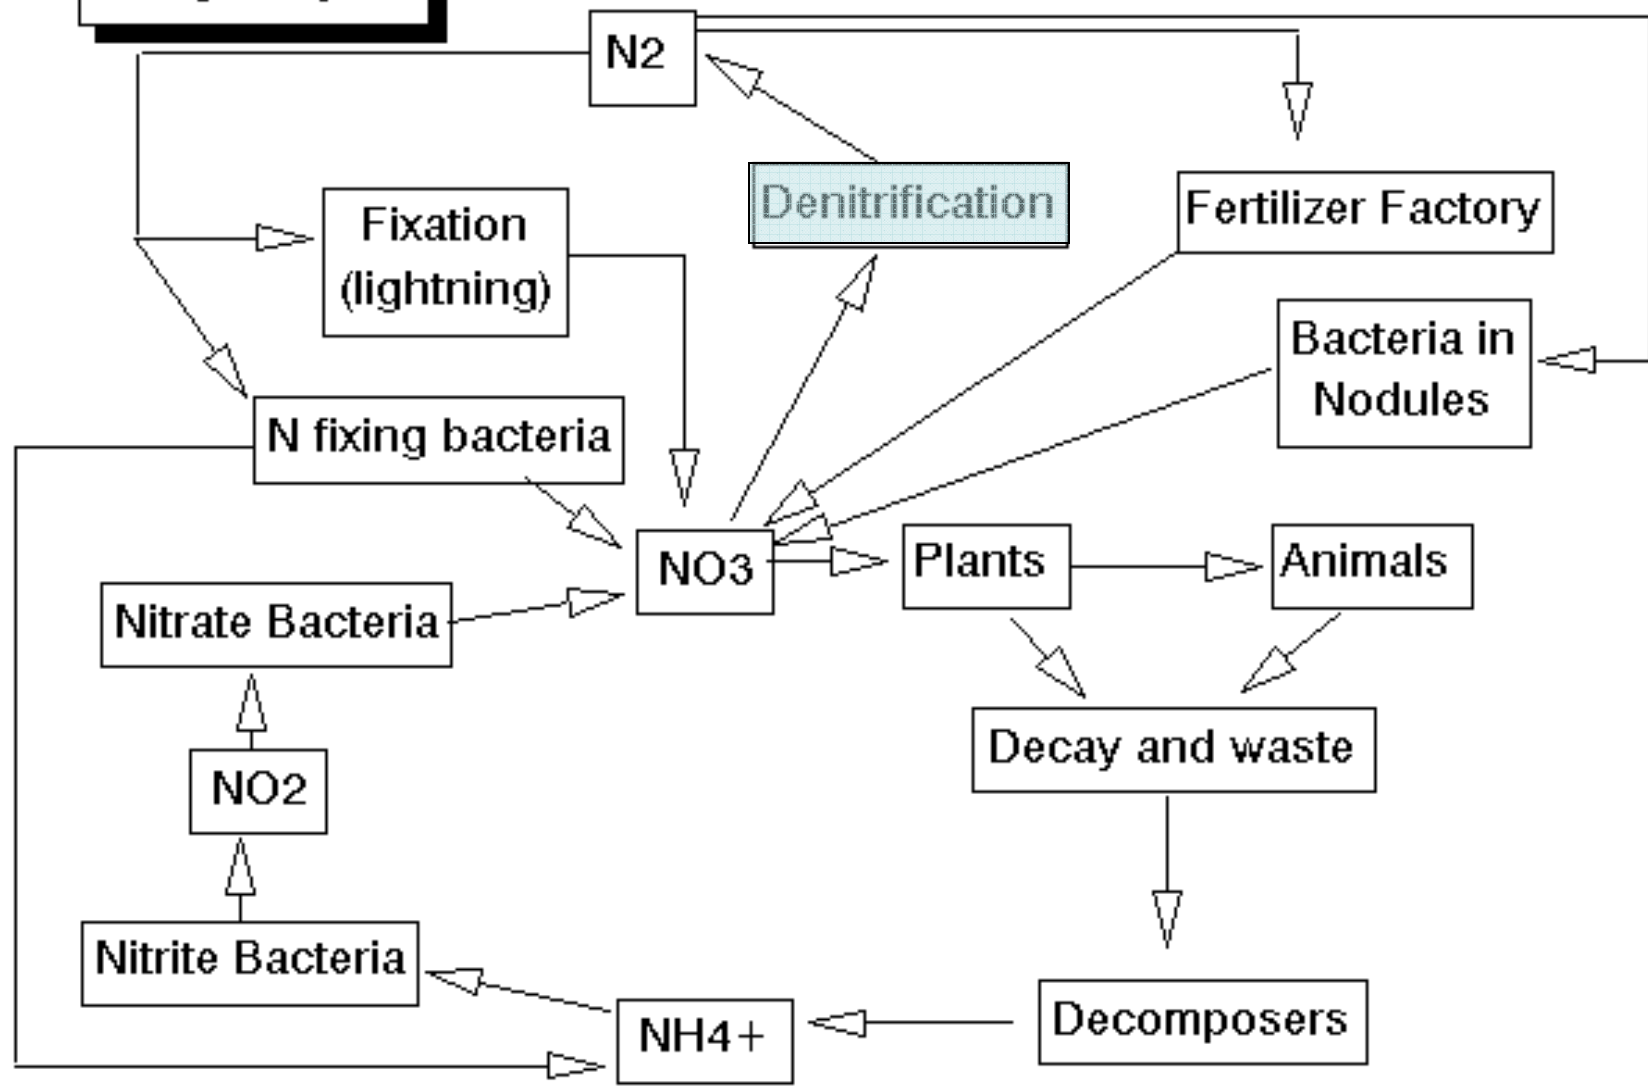 N2
Denitrification
Fertilizer Factory
Fixation
(lightning)
Bacteria in
Nodules
N fixing bacteria
NO3
Plants
Animals
Nitrate Bacteria
Decay and waste
NO2
Nitrite Bacteria
Decomposers
NH4+